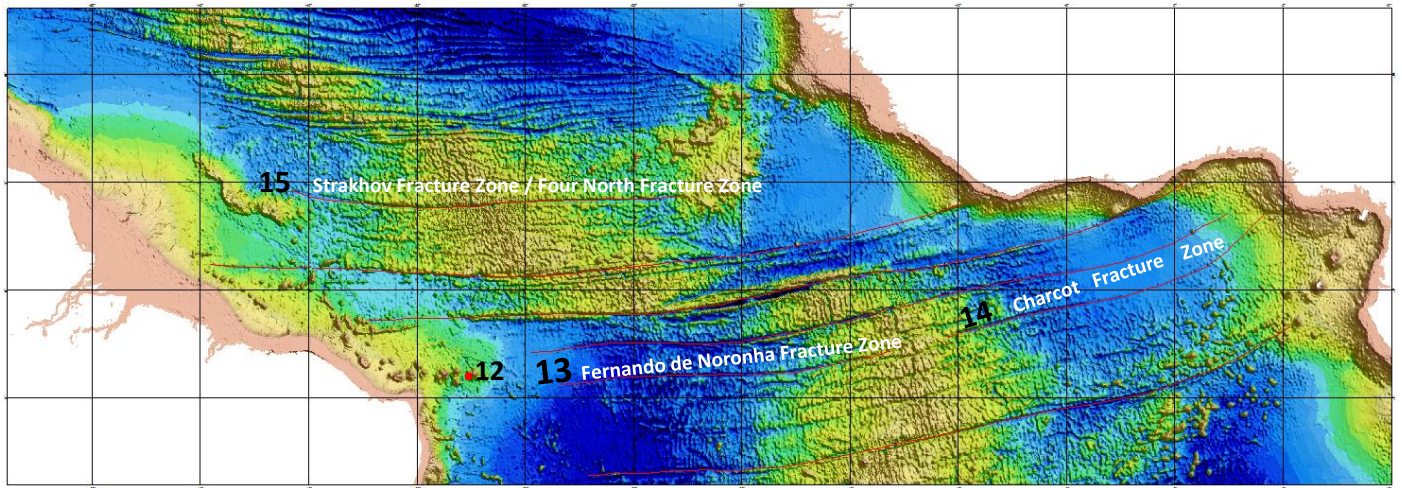 15 Strakhov Fracture Zone / Four North Fracture Zone
14 Charcot Fracture Zone
13 Fernando de Noronha Fracture Zone
12